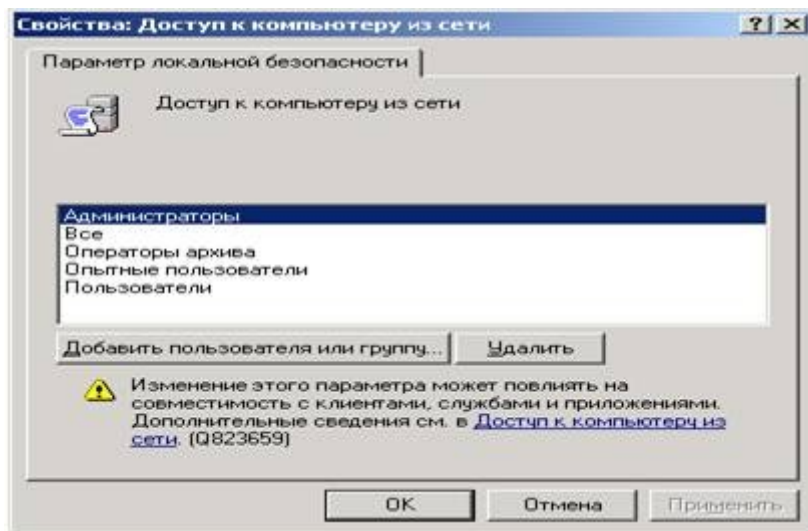 Свойства: Доступ к компьютеру из сети
Параметр локальной безопасности
Доступ к компьютеру из сети
Администраторы
Все
Операторы архива
Опытные пользователи
Пользователи
Добавить пользователя или группу... Удалить
Изменение этого параметра может повлиять на
совместимость с клиентами, службами и приложениями.
Дополнительные сведения см. в Доступ к компьютеру из
сети. (Q823659)
OK Отмена Применить